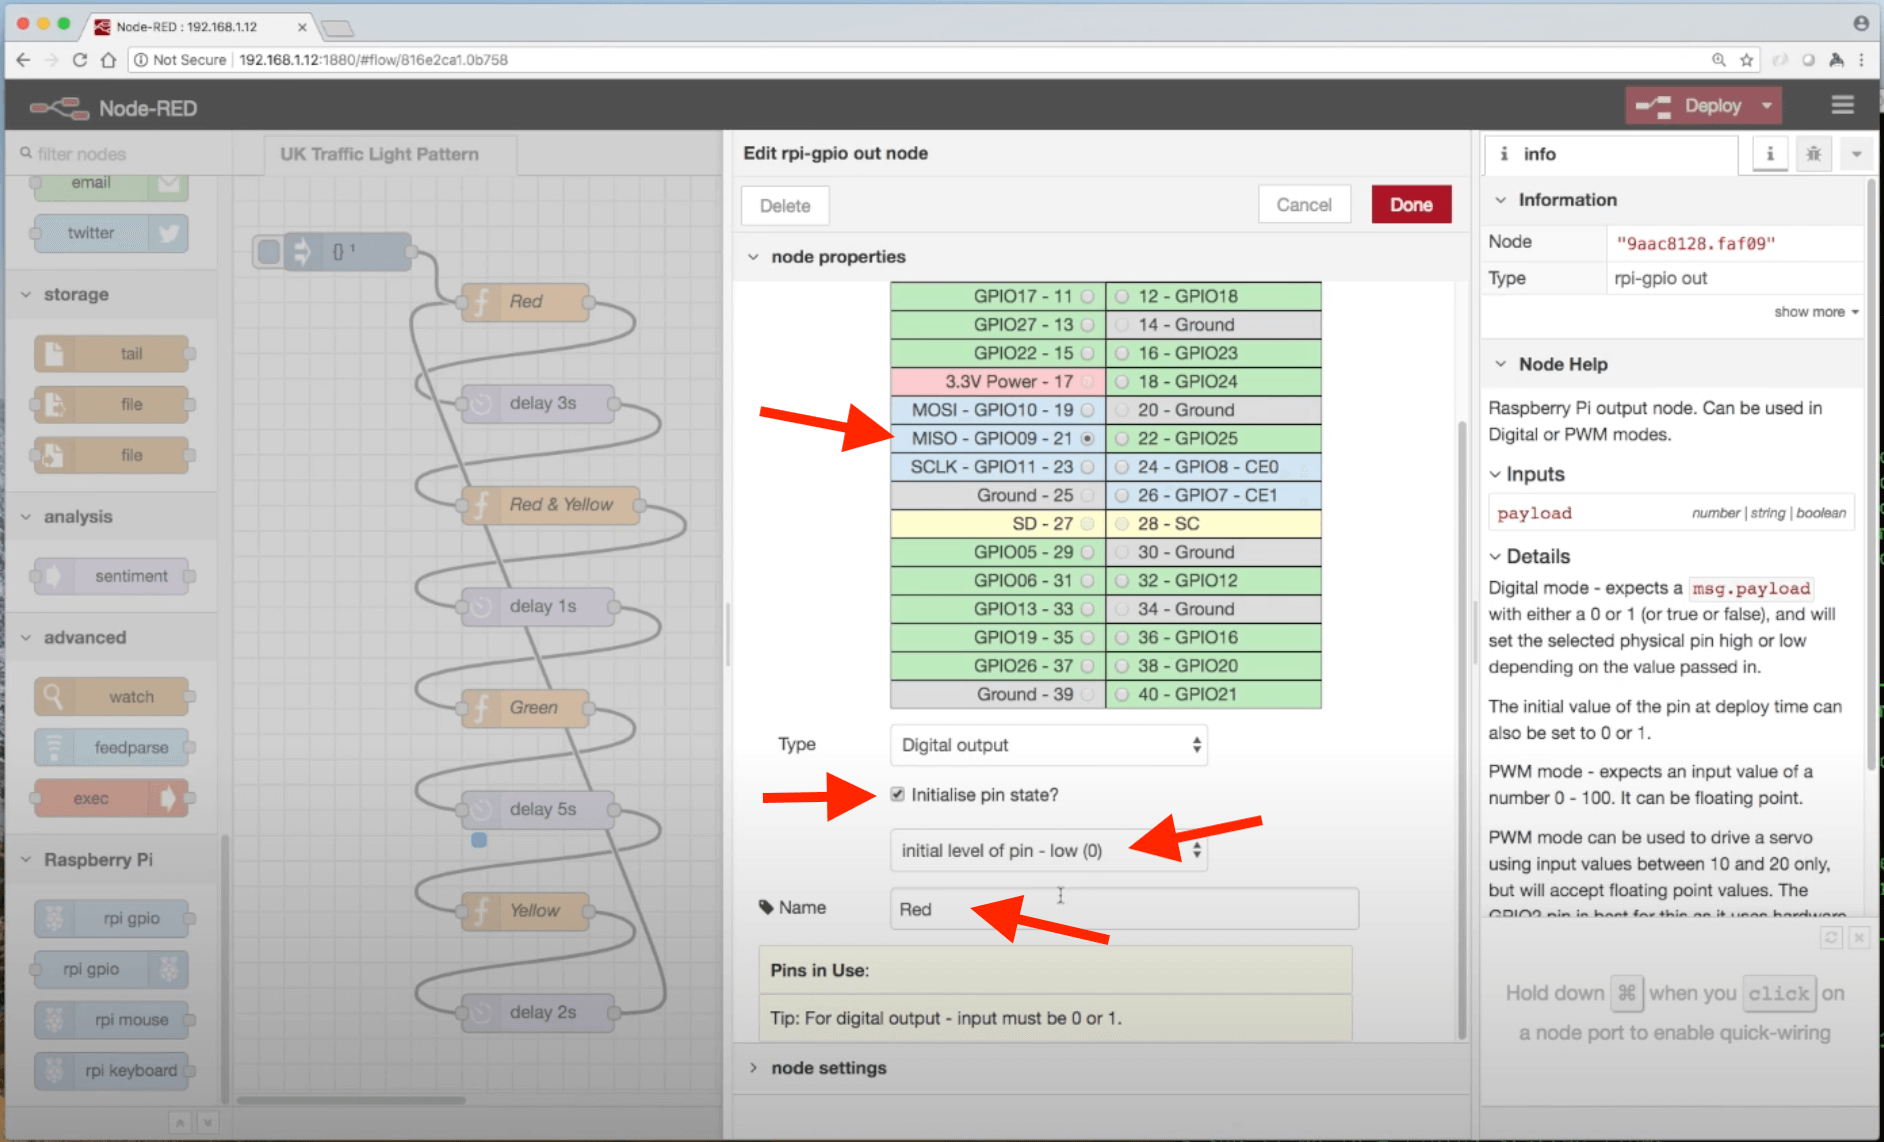 Node-RED : 192.168.1.12
Not Secure | 192.168.1.12:1880/#flow/816e2ca1.0b758
Node-RED
Deploy
filter nodes
email
twitter
storage
tail
file
file
analysis
sentiment
advanced
watch
feedparse
exec
Raspberry Pi
rpi gpio
rpi gpio
rpi mouse
rpi keyboard
UK Traffic Light Pattern
{} ¹
Red
delay 3s
Red & Yellow
delay 1s
Green
delay 5s
Yellow
delay 2s
Edit rpi-gpio out node
Delete
Cancel
Done
node properties
GPIO17 - 11 12 - GPIO18
GPIO27 - 13 14 - Ground
GPIO22 - 15 16 - GPIO23
3.3V Power - 17 18 - GPIO24
MOSI - GPIO10 - 19 20 - Ground
MISO - GPIO09 - 21 22 - GPIO25
SCLK - GPIO11 - 23 24 - GPIO8 - CE0
Ground - 25 26 - GPIO7 - CE1
SD - 27 28 - SC
GPIO05 - 29 30 - Ground
GPIO06 - 31 32 - GPIO12
GPIO13 - 33 34 - Ground
GPIO19 - 35 36 - GPIO16
GPIO26 - 37 38 - GPIO20
Ground - 39 40 - GPIO21
Type Digital output
Initialise pin state?
initial level of pin - low (0)
Name Red
Pins in Use:
Tip: For digital output - input must be 0 or 1.
node settings
info
Information
Node "9aac8128.faf09"
Type rpi-gpio out
show more
Node Help
Raspberry Pi output node. Can be used in
Digital or PWM modes.
Inputs
payload number | string | boolean
Details
Digital mode - expects a msg.payload
with either a 0 or 1 (or true or false), and will
set the selected physical pin high or low
depending on the value passed in.
The initial value of the pin at deploy time can
also be set to 0 or 1.
PWM mode - expects an input value of a
number 0 - 100. It can be floating point.
PWM mode can be used to drive a servo
using input values between 10 and 20 only,
but will accept floating point values. The
GPIO2 pin is best for this as it uses hardware
Hold down ⌘ when you click on
a node port to enable quick-wiring